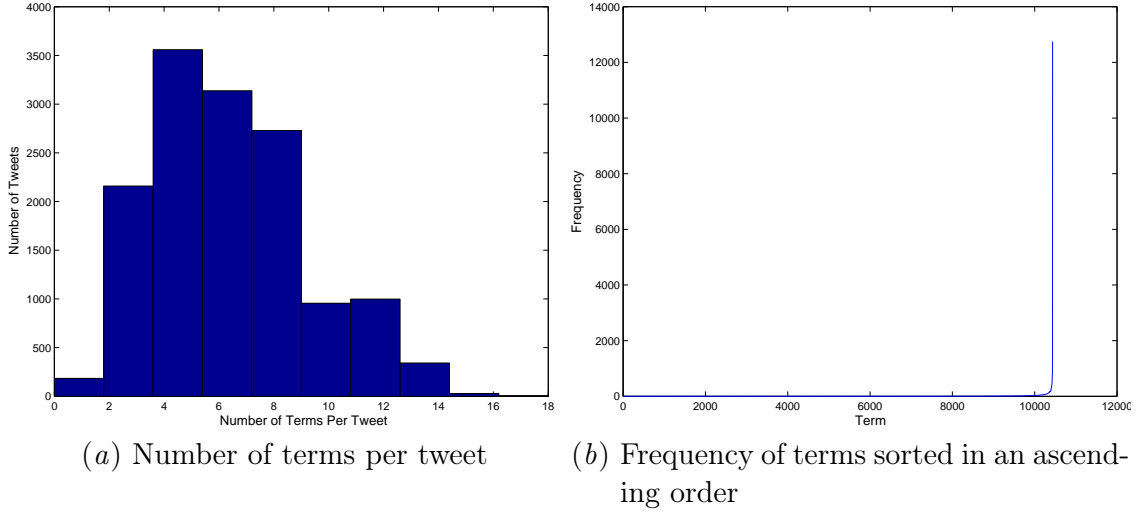 4000
3500
3000
2500
2000
1500
1000
500
0
Number of Tweets
0 2 4 6 8 10 12 14 16 18
Number of Terms Per Tweet
(a) Number of terms per tweet
14000
12000
10000
8000
6000
4000
2000
0
Frequency
0 2000 4000 6000 8000 10000 12000
Term
(b) Frequency of terms sorted in an ascend-
ing order